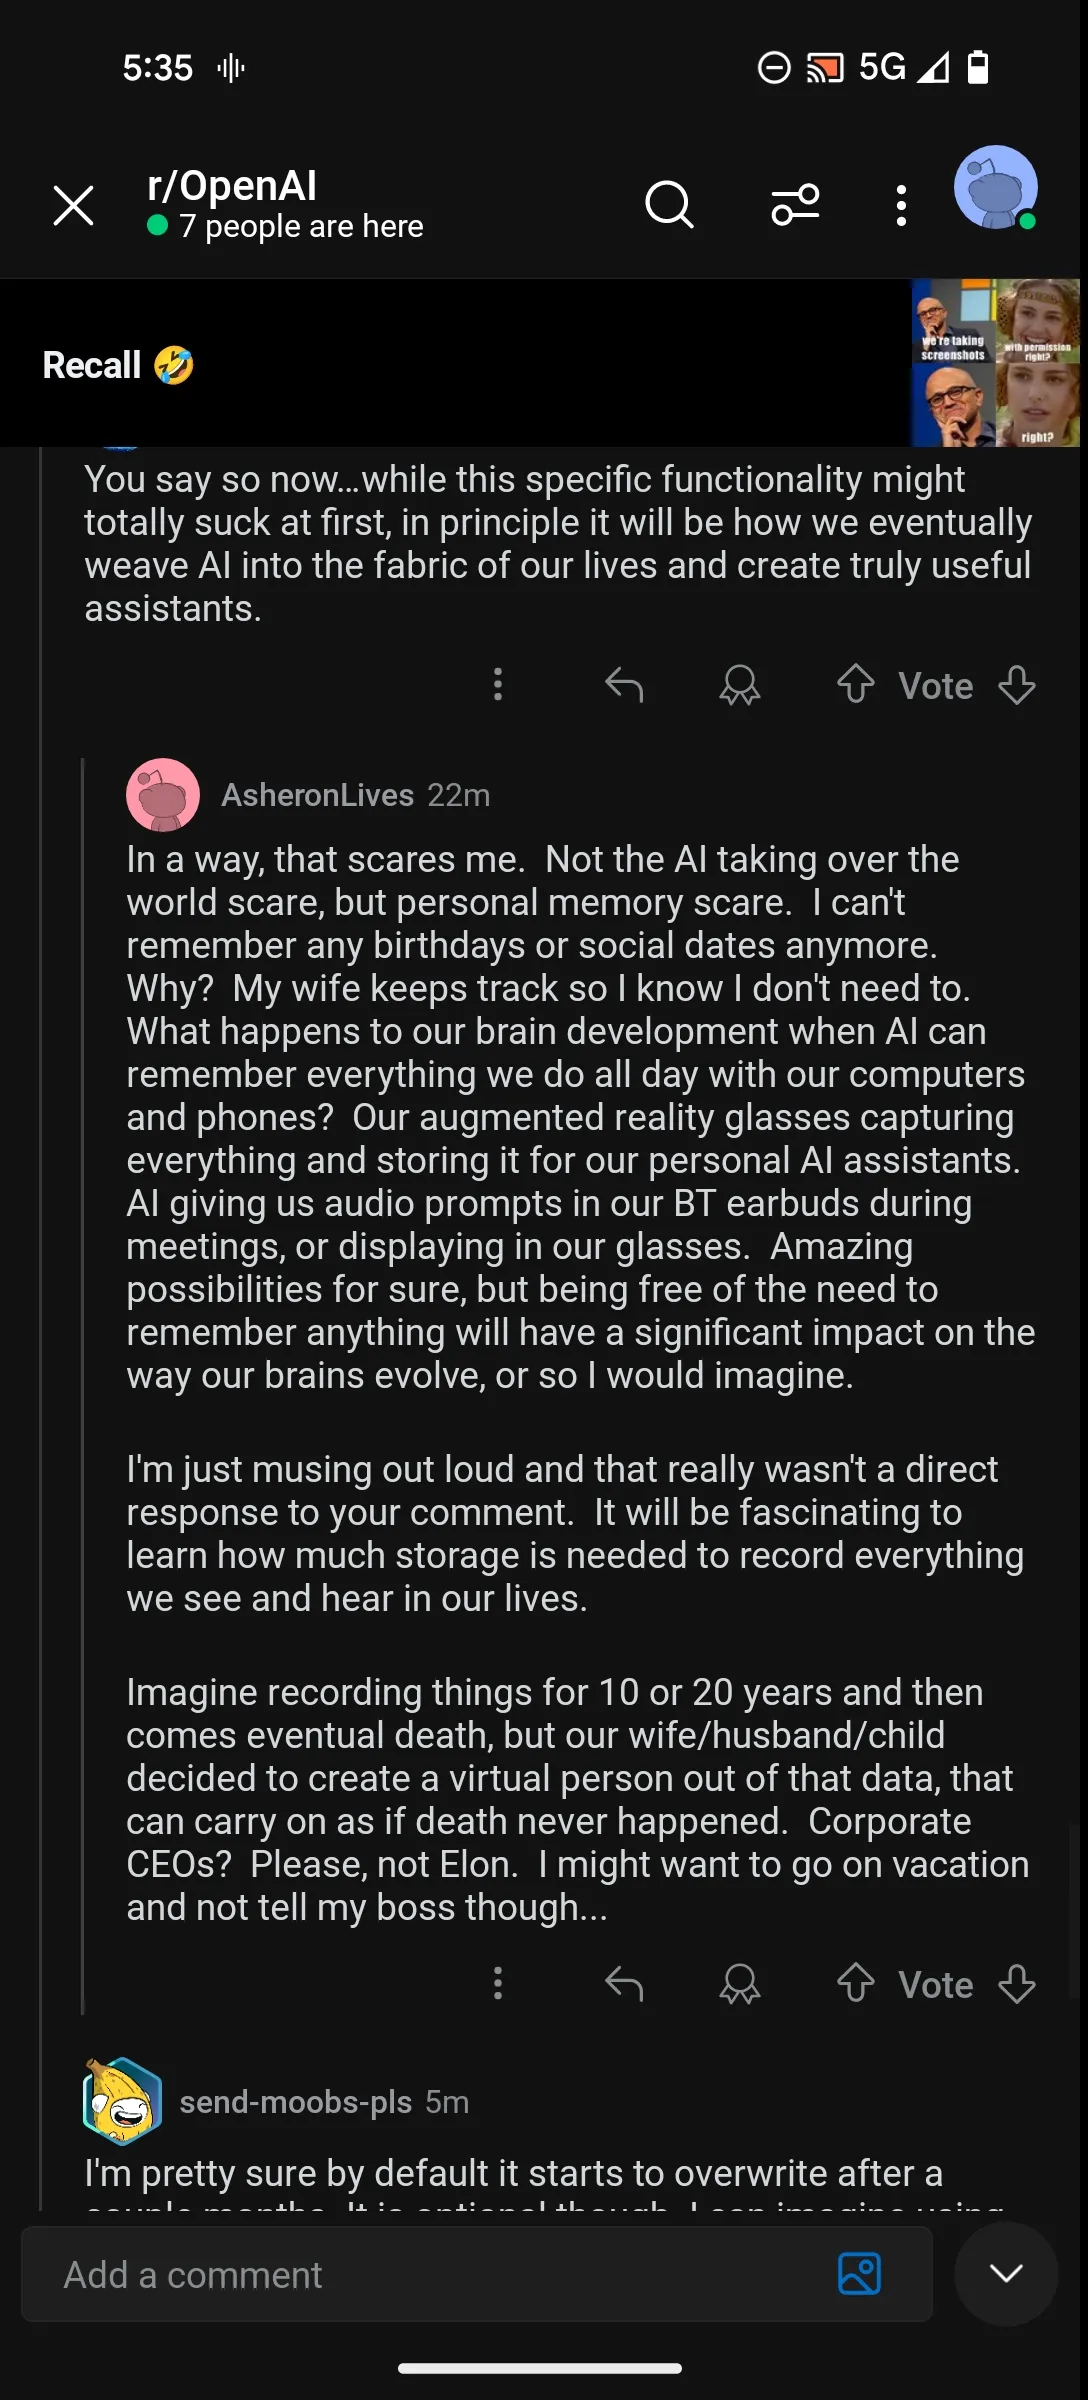 5:35
5G
r/OpenAI
7 people are here
Recall 🤣
we're taking
screenshots
with permission
right?
right?
You say so now...while this specific functionality might
totally suck at first, in principle it will be how we eventually
weave AI into the fabric of our lives and create truly useful
assistants.
Vote
AsheronLives 22m
In a way, that scares me.  Not the AI taking over the
world scare, but personal memory scare.  I can't
remember any birthdays or social dates anymore.
Why?  My wife keeps track so I know I don't need to.
What happens to our brain development when AI can
remember everything we do all day with our computers
and phones?  Our augmented reality glasses capturing
everything and storing it for our personal AI assistants.
AI giving us audio prompts in our BT earbuds during
meetings, or displaying in our glasses.  Amazing
possibilities for sure, but being free of the need to
remember anything will have a significant impact on the
way our brains evolve, or so I would imagine.
I'm just musing out loud and that really wasn't a direct
response to your comment.  It will be fascinating to
learn how much storage is needed to record everything
we see and hear in our lives.
Imagine recording things for 10 or 20 years and then
comes eventual death, but our wife/husband/child
decided to create a virtual person out of that data, that
can carry on as if death never happened.  Corporate
CEOs?  Please, not Elon.  I might want to go on vacation
and not tell my boss though...
Vote
send-moobs-pls 5m
I'm pretty sure by default it starts to overwrite after a
couple months. It is optional though. I can imagine using
Add a comment